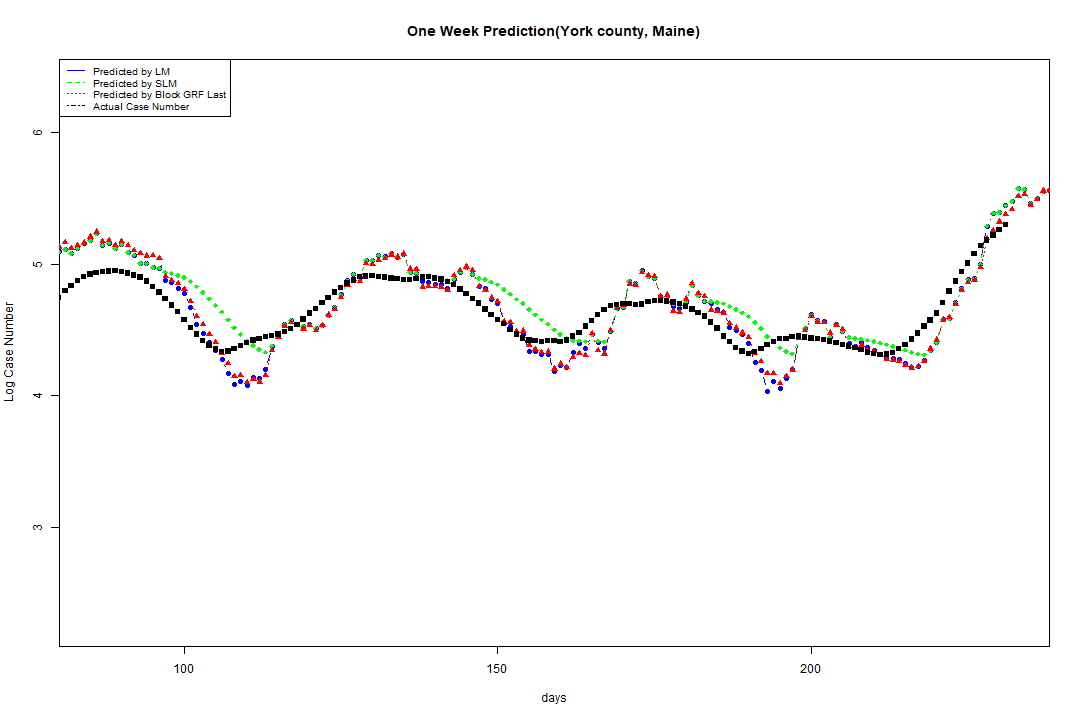 One Week Prediction(York county, Maine)
Predicted by LM
Predicted by SLM
Predicted by Block GRF Last
Actual Case Number
6
5
4
3
Log Case Number
100
150
200
days